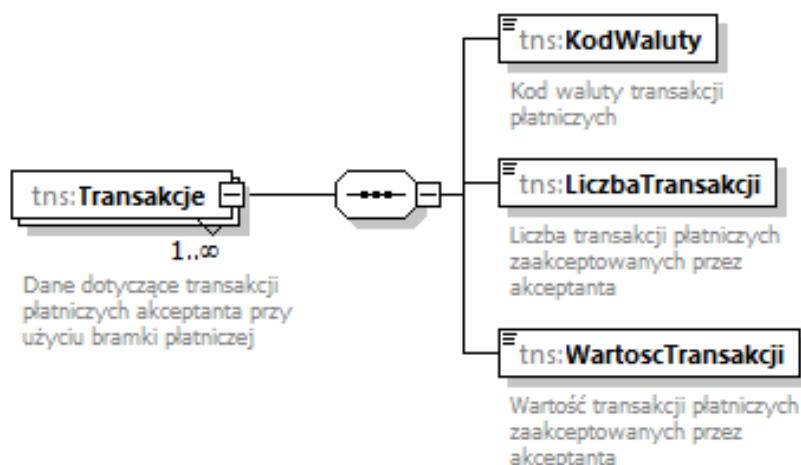 tns:KodWaluty
Kod waluty transakcji
płatniczych
tns:Transakcje
1..∞
Dane dotyczące transakcji
płatniczych akceptanta przy
użyciu bramki płatniczej
tns:LiczbaTransakcji
Liczba transakcji płatniczych
zaakceptowanych przez
akceptanta
tns:WartoscTransakcji
Wartość transakcji płatniczych
zaakceptowanych przez
akceptanta